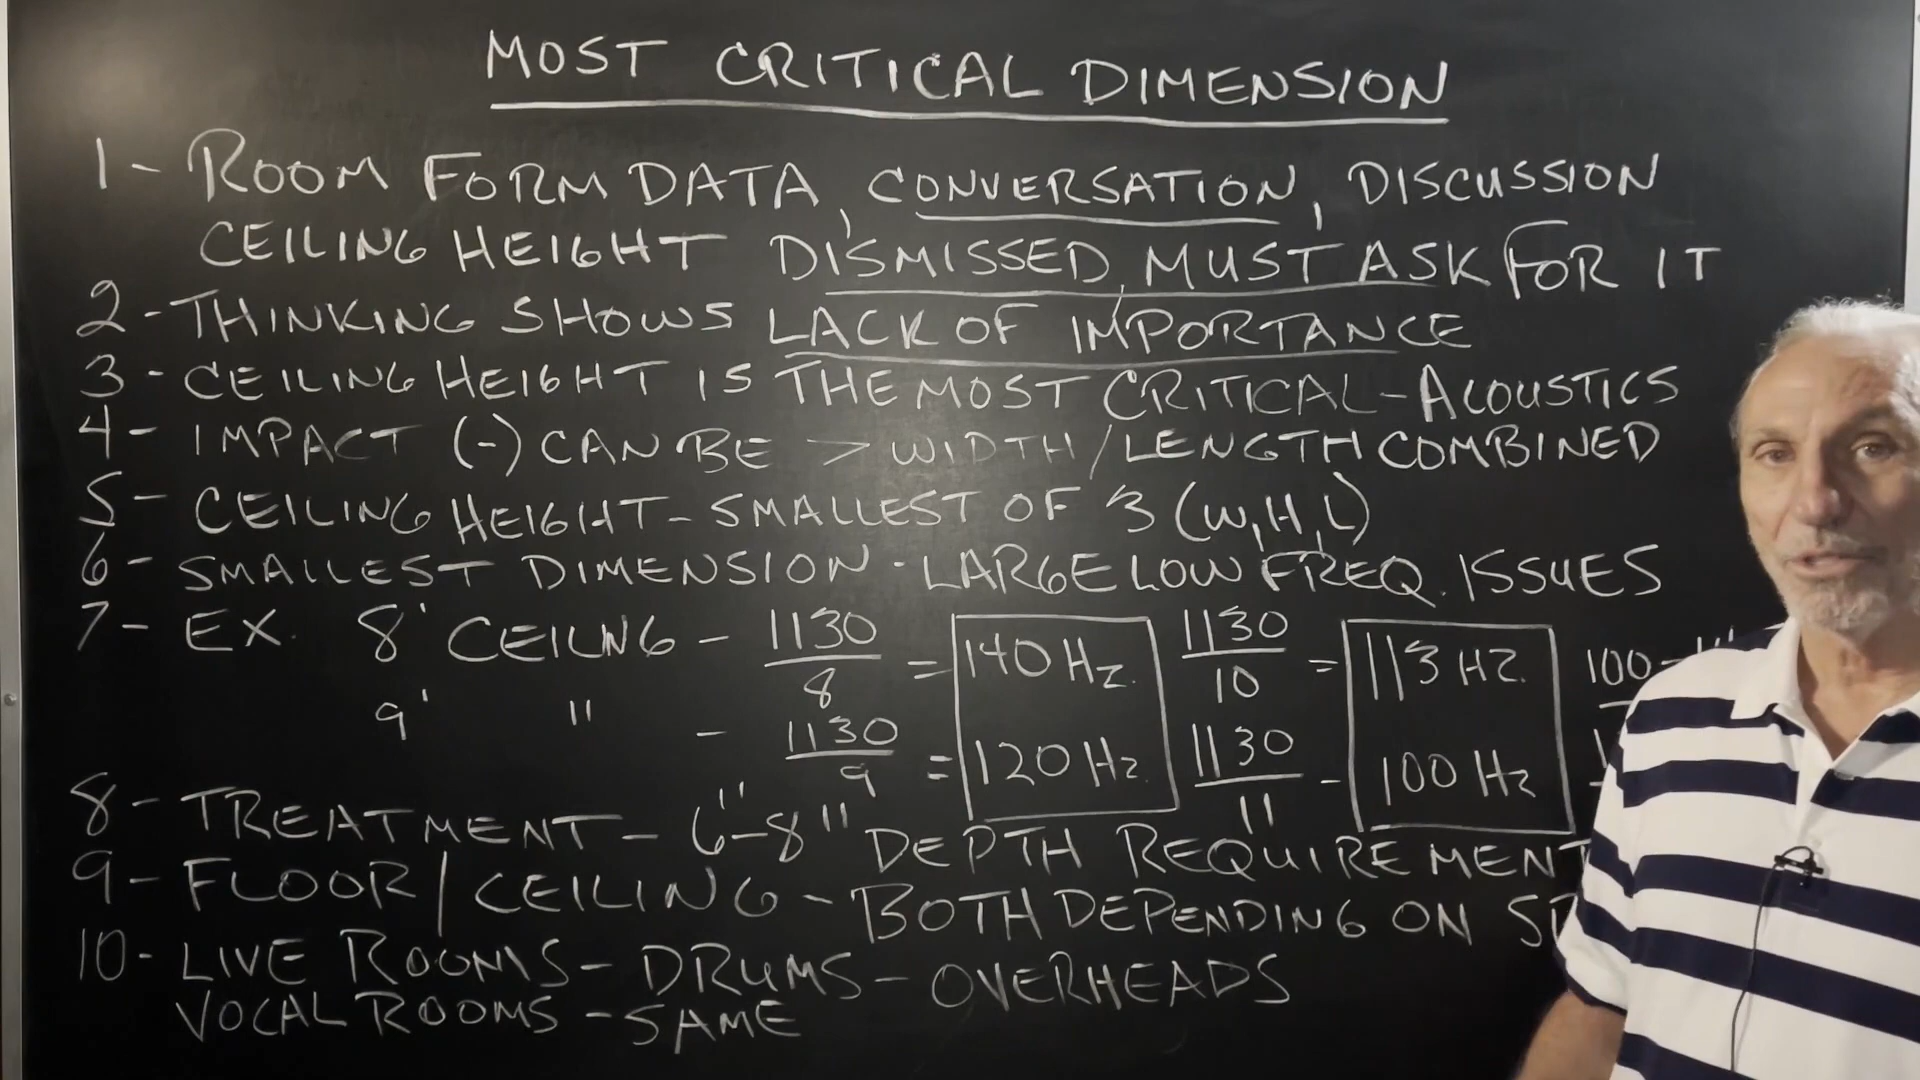 MOST CRITICAL DIMENSION
1- ROOM FORM DATA, CONVERSATION, DISCUSSION
CEILING HEIGHT DISMISSED, MUST ASK FOR IT
2- THINKING SHOWS LACK OF IMPORTANCE
3- CEILING HEIGHT IS THE MOST CRITICAL-ACOUSTICS
4- IMPACT (-) CAN BE > WIDTH/LENGTH COMBINED
5- CEILING HEIGHT-SMALLEST OF 3 (W,H,L)
6- SMALLEST DIMENSION - LARGE LOW FREQ. ISSUES
7- EX. 8' CEILNG - 1130/8 = 140 Hz. 1130/10 = 113 HZ. 100-
9' " - 1130/9 = 120 Hz. 1130/11 - 100 Hz
8- TREATMENT- 6"-8" DEPTH REQUIREMENT
9- FLOOR/CEILING - BOTH DEPENDING ON
10- LIVE ROOMS- DRUMS- OVERHEADS
VOCAL ROOMS -SAME